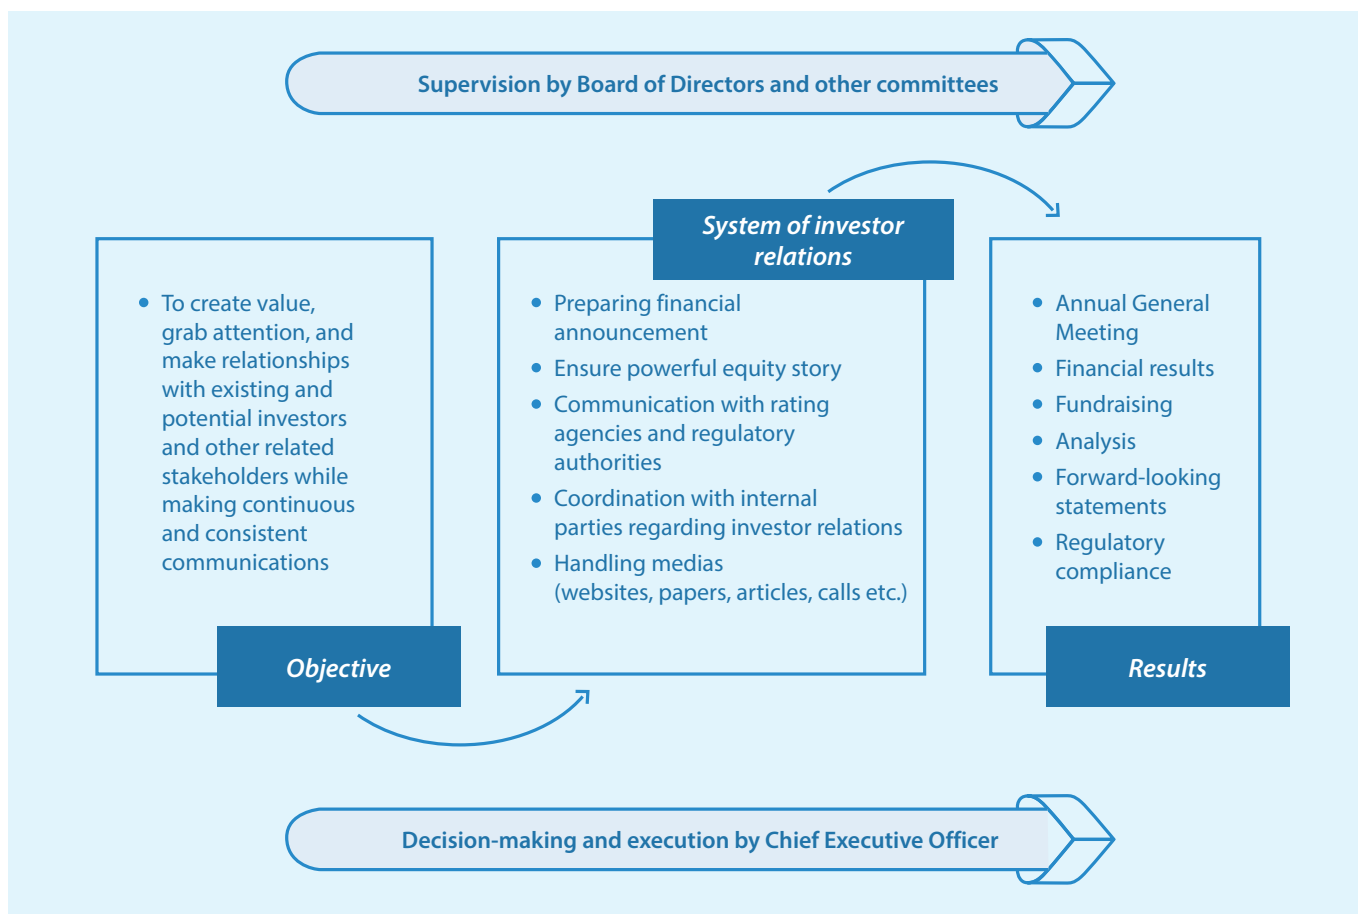 Supervision by Board of Directors and other committees
• To create value,
grab attention, and
make relationships
with existing and
potential investors
and other related
stakeholders while
making continuous
and consistent
communications
Objective
System of investor
relations
• Preparing financial
announcement
• Ensure powerful equity story
• Communication with rating
agencies and regulatory
authorities
• Coordination with internal
parties regarding investor relations
• Handling medias
(websites, papers, articles, calls etc.)
• Annual General
Meeting
• Financial results
• Fundraising
• Analysis
• Forward-looking
statements
• Regulatory
compliance
Results
Decision-making and execution by Chief Executive Officer